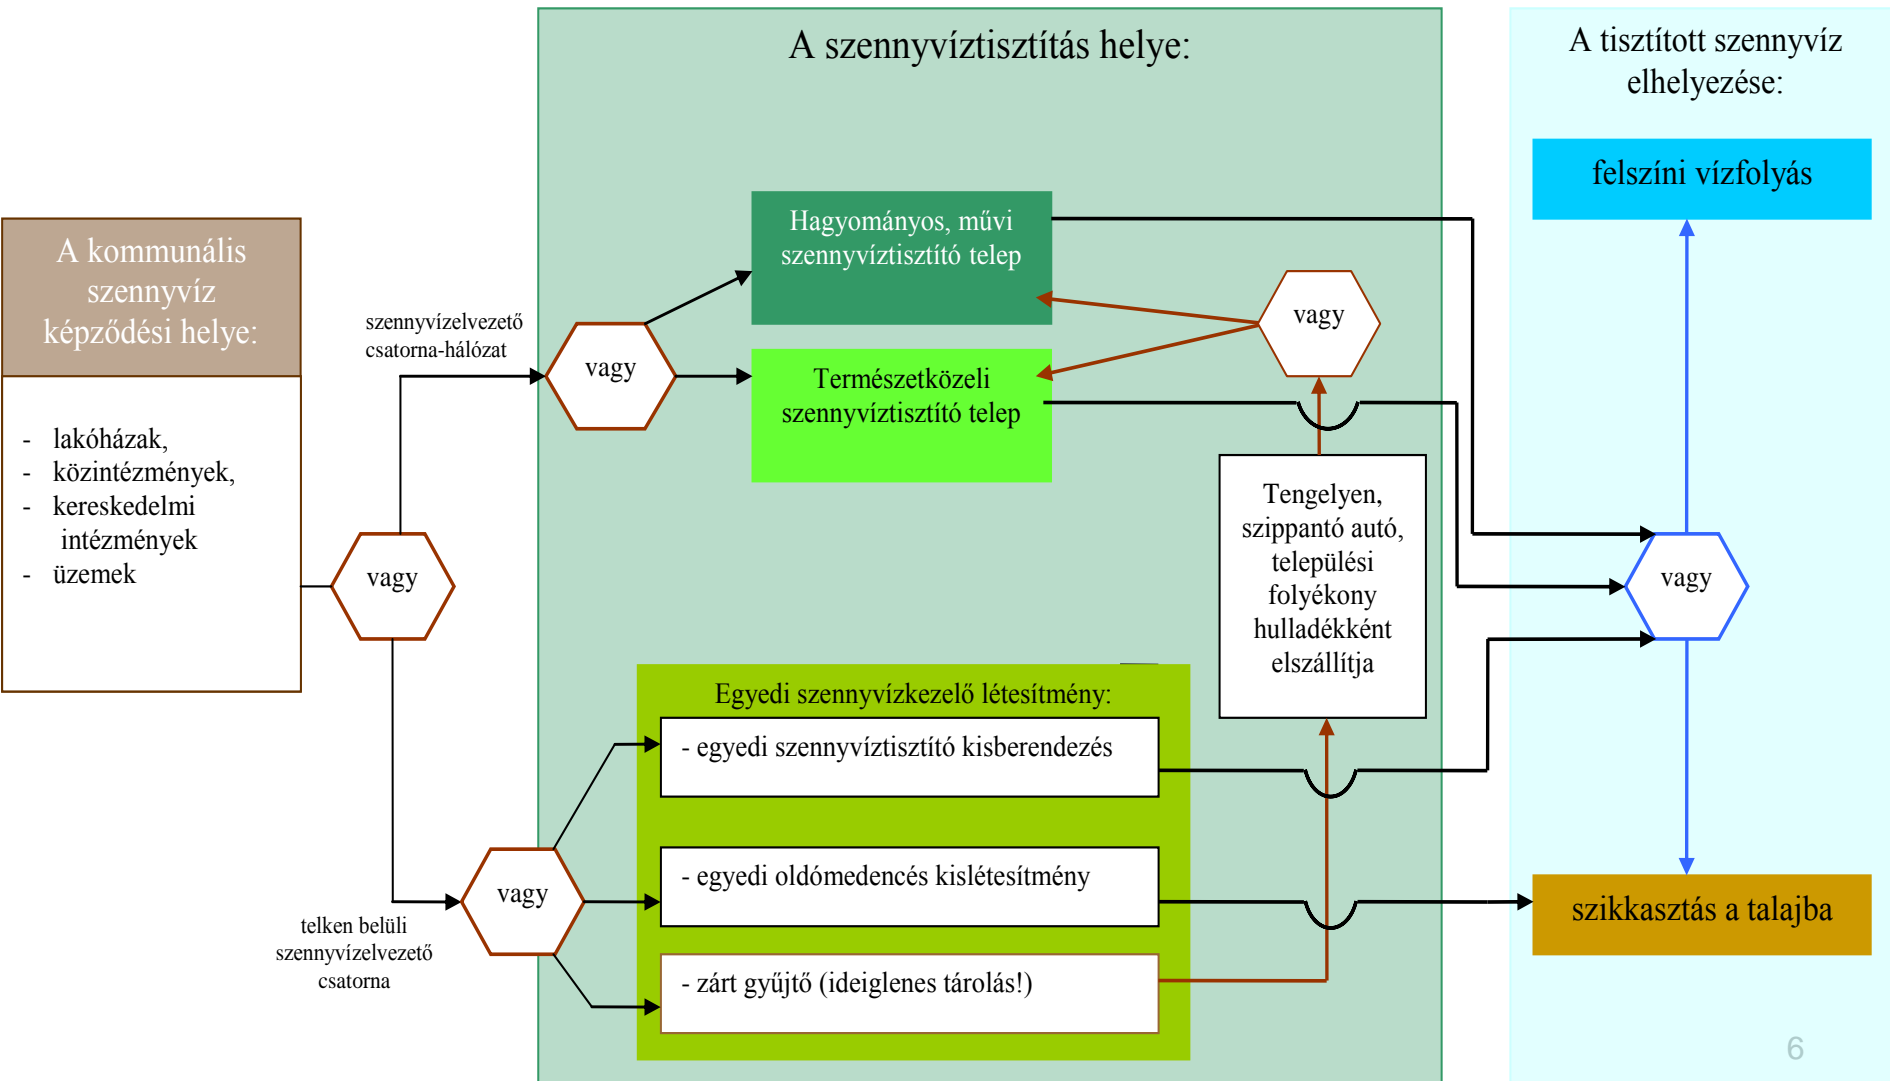 A szennyvíztisztítás helye:
A tisztított szennyvíz
elhelyezése:
felszíni vízfolyás
Hagyományos, művi
szennyvíztisztító telep
A kommunális
szennyvíz
képződési helye:
- lakóházak,
- közintézmények,
- kereskedelmi
intézmények
- üzemek
szennyvízelvezető
csatorna-hálózat
vagy
vagy
Természetközeli
szennyvíztisztító telep
vagy
Tengelyen,
szippantó autó,
települési
folyékony
hulladékként
elszállítja
vagy
Egyedi szennyvízkezelő létesítmény:
- egyedi szennyvíztisztító kisberendezés
- egyedi oldómedencés kislétesítmény
- zárt gyűjtő (ideiglenes tárolás!)
vagy
telken belüli
szennyvízelvezető
csatorna
szikkasztás a talajba
6